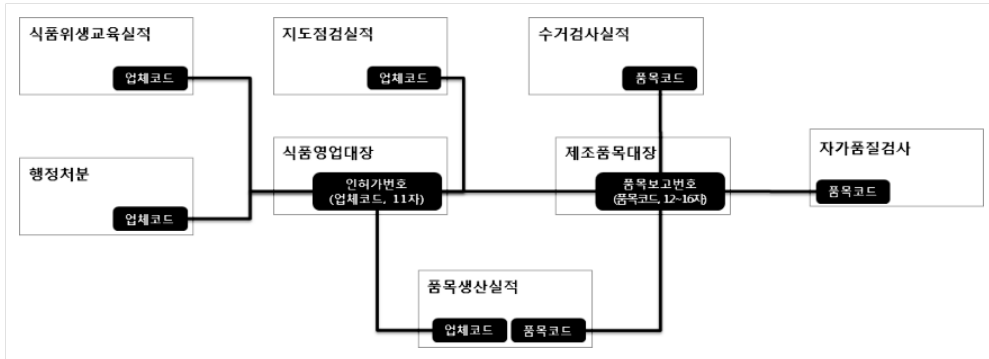 식품위생교육실적
업체코드
지도점검실적
업체코드
수거검사실적
품목코드
행정처분
업체코드
식품영업대장
인허가번호
(업체코드, 11자)
제조품목대장
품목보고번호
(품목코드, 12~16자)
자가품질검사
품목코드
품목생산실적
업체코드 품목코드